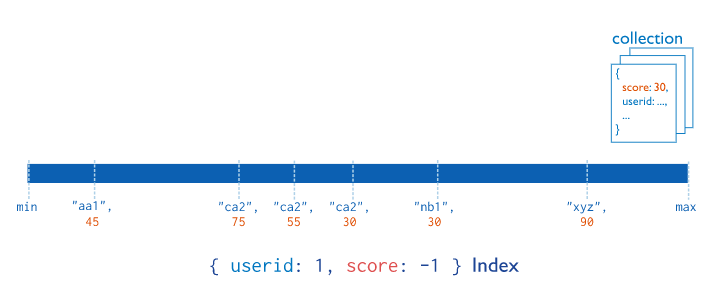 collection
{
score: 30,
userid: ...,
...
}
min "aa1", "ca2", "ca2", "ca2", "nb1", "xyz", max
45 75 55 30 30 90
{ userid: 1, score: -1 } Index